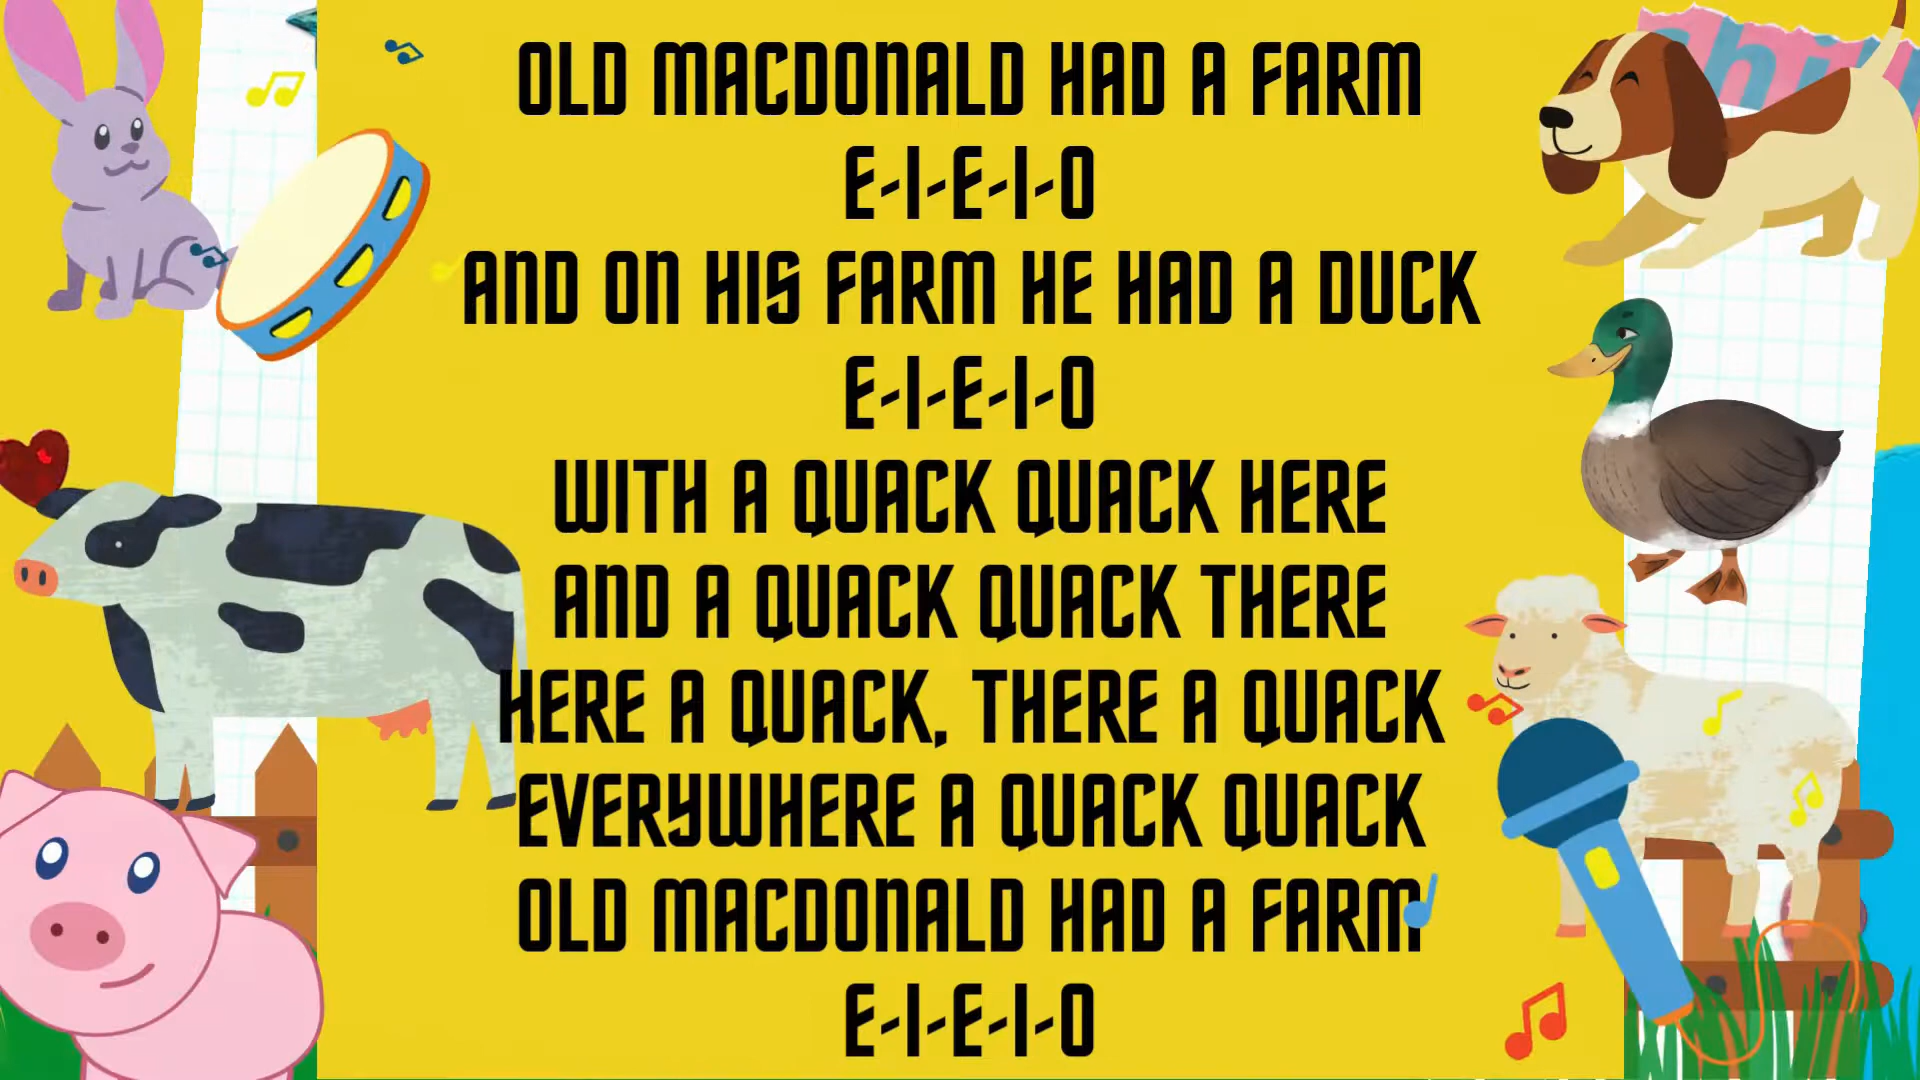 OLD MACDONALD HAD A FARM
E-I-E-I-O
AND ON HIS FARM HE HAD A DUCK
E-I-E-I-O
WITH A QUACK QUACK HERE
AND A QUACK QUACK THERE
HERE A QUACK, THERE A QUACK
EVERYWHERE A QUACK QUACK
OLD MACDONALD HAD A FARM
E-I-E-I-O